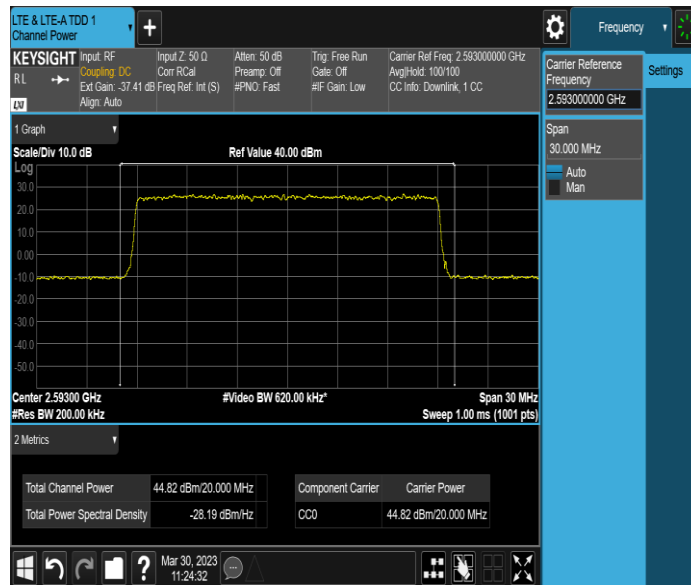 LTE & LTE-A TDD 1
Channel Power
+
Frequency
KEYSIGHT
RL
LXI
Input: RF
Coupling: DC
Ext Gain: -37.41 dB
Align: Auto
Input Z: 50 Ω
Corr RCal
Freq Ref: Int (S)
Atten: 50 dB
Preamp: Off
#PNO: Fast
Trig: Free Run
Gate: Off
#IF Gain: Low
Carrier Ref Freq: 2.593000000 GHz
Avg|Hold: 100/100
CC Info: Downlink, 1 CC
Carrier Reference
Frequency
2.593000000 GHz
Settings
Span
30.000 MHz
Auto
Man
1 Graph
Scale/Div 10.0 dB
Ref Value 40.00 dBm
Log
30.0
20.0
10.0
0.00
-10.0
-20.0
-30.0
-40.0
-50.0
Center 2.59300 GHz
#Video BW 620.00 kHz*
Span 30 MHz
#Res BW 200.00 kHz
Sweep 1.00 ms (1001 pts)
2 Metrics
Total Channel Power 44.82 dBm/20.000 MHz
Total Power Spectral Density -28.19 dBm/Hz
Component Carrier Carrier Power
CC0 44.82 dBm/20.000 MHz
?
Mar 30, 2023
11:24:32